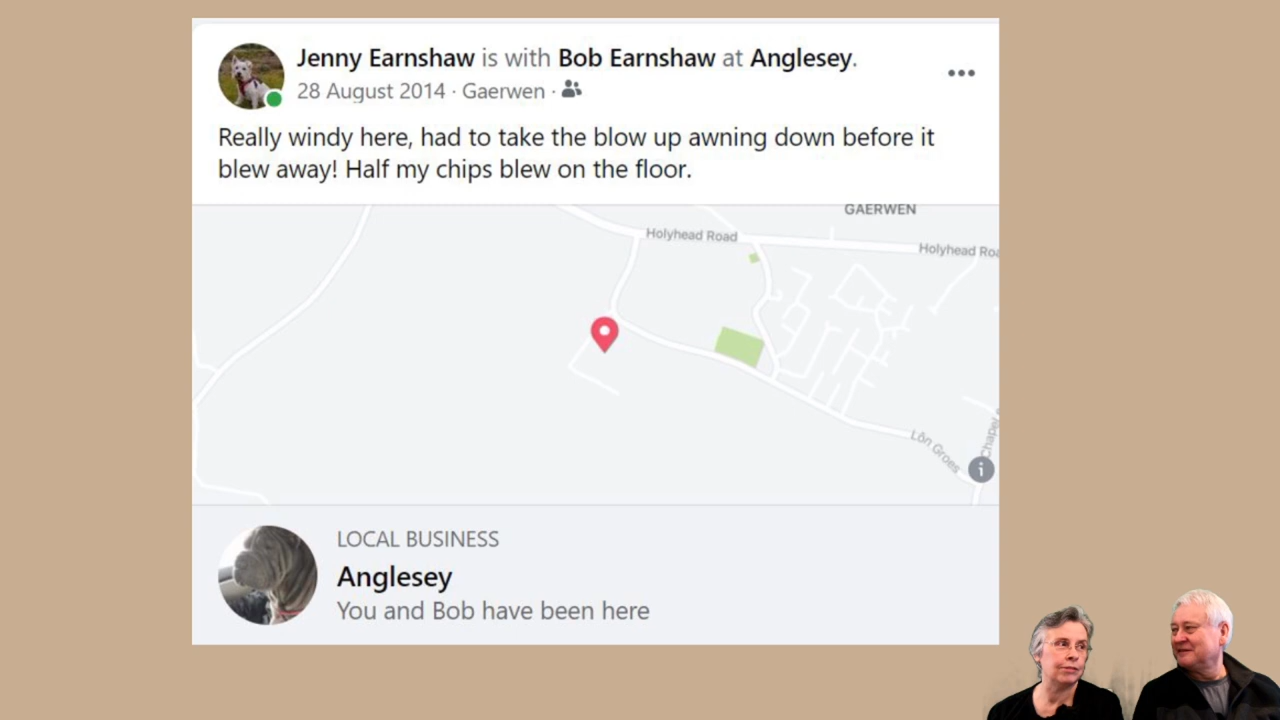 Jenny Earnshaw is with Bob Earnshaw at Anglesey.
28 August 2014 · Gaerwen ·
Really windy here, had to take the blow up awning down before it
blew away! Half my chips blew on the floor.
GAERWEN
Holyhead Road
Holyhead Roa
Lôn Groes
Chapel
LOCAL BUSINESS
Anglesey
You and Bob have been here